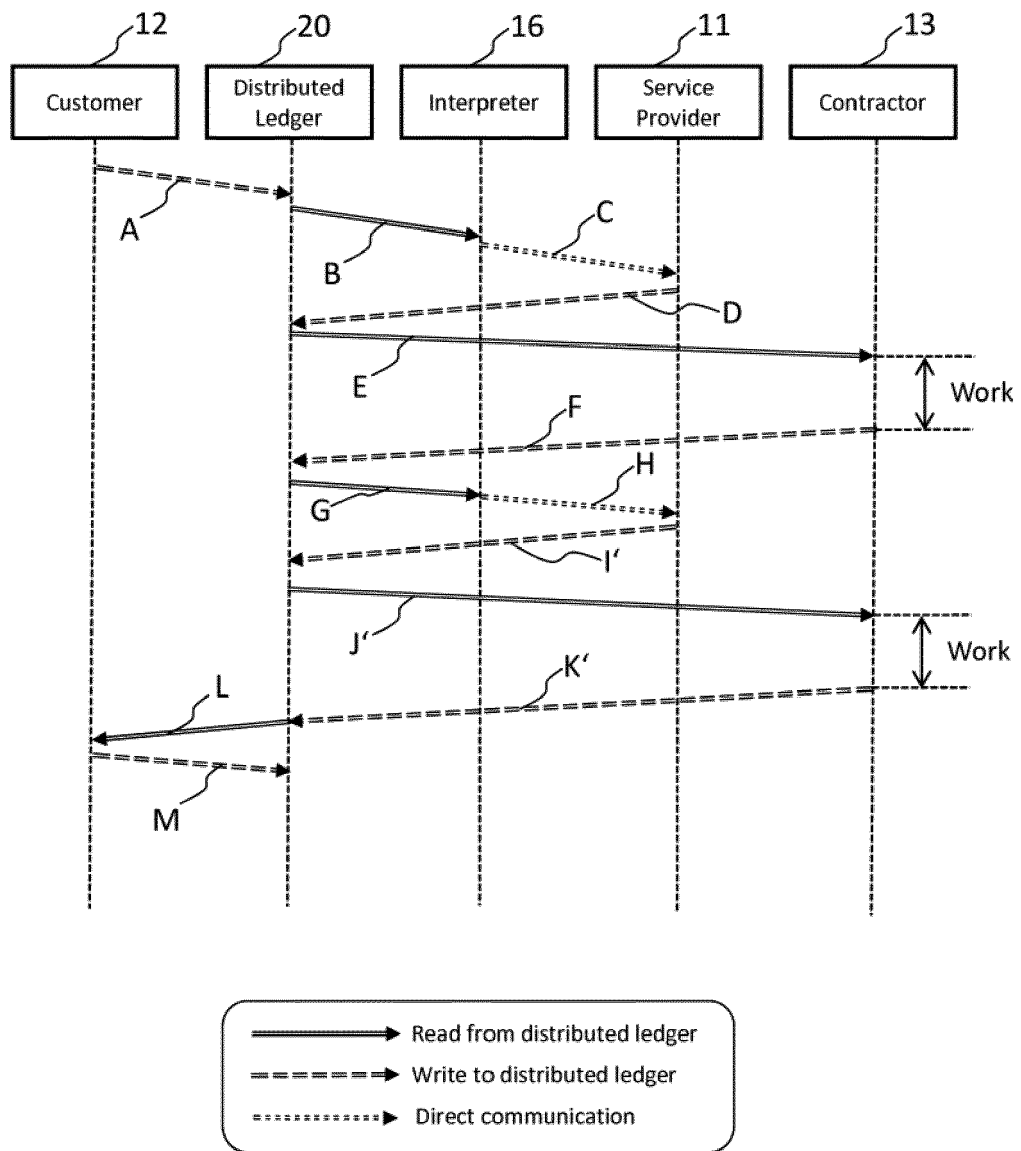 12 20 16 11 13
Customer
Distributed
Ledger
Interpreter
Service
Provider
Contractor
A
B
C
D
E
Work
F
G
H
I‘
J‘
Work
K‘
L
M
Read from distributed ledger
Write to distributed ledger
Direct communication